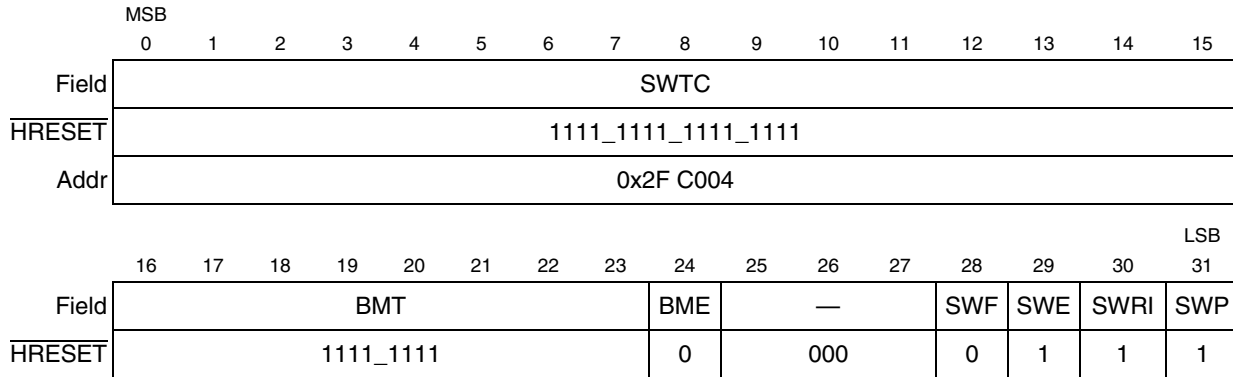 MSB
0 1 2 3 4 5 6 7 8 9 10 11 12 13 14 15
Field SWTC
HRESET 1111_1111_1111_1111
Addr 0x2F C004
LSB
16 17 18 19 20 21 22 23 24 25 26 27 28 29 30 31
Field BMT BME — SWF SWE SWRI SWP
HRESET 1111_1111 0 000 0 1 1 1